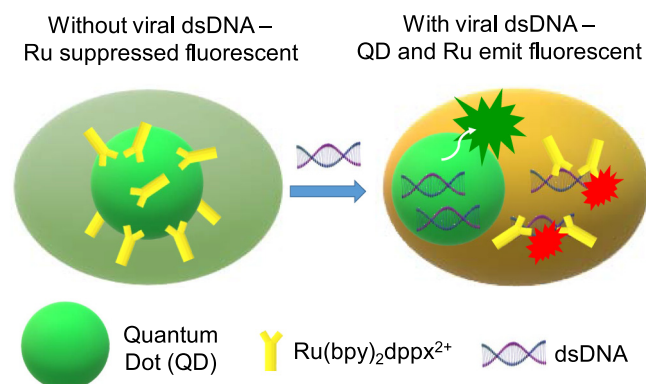 Without viral dsDNA –
Ru suppressed fluorescent
With viral dsDNA –
QD and Ru emit fluorescent
Quantum
Dot (QD)
Ru(bpy)₂dppx²⁺
dsDNA